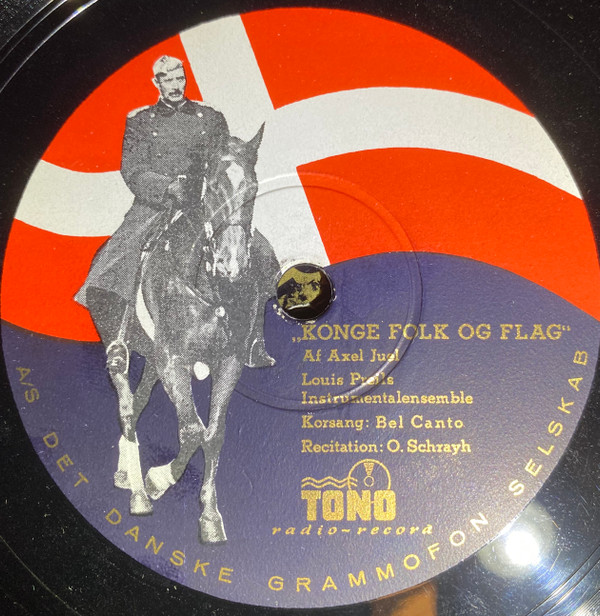 „KONGE FOLK OG FLAG“
Af Axel Juel
Louis Preils
Instrumentalensemble
Korsang: Bel Canto
Recitation: O. Schrayh
TONO
radio-record
A/S DET DANSKE GRAMMOFON SELSKAB